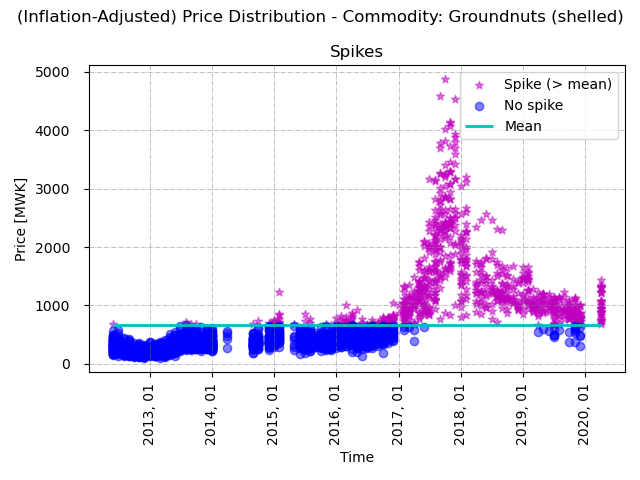 (Inflation-Adjusted) Price Distribution - Commodity: Groundnuts (shelled)
Spikes
Spike (> mean)
No spike
Mean
Price [MWK]
5000
4000
3000
2000
1000
0
2013, 01
2014, 01
2015, 01
2016, 01
2017, 01
2018, 01
2019, 01
2020, 01
Time